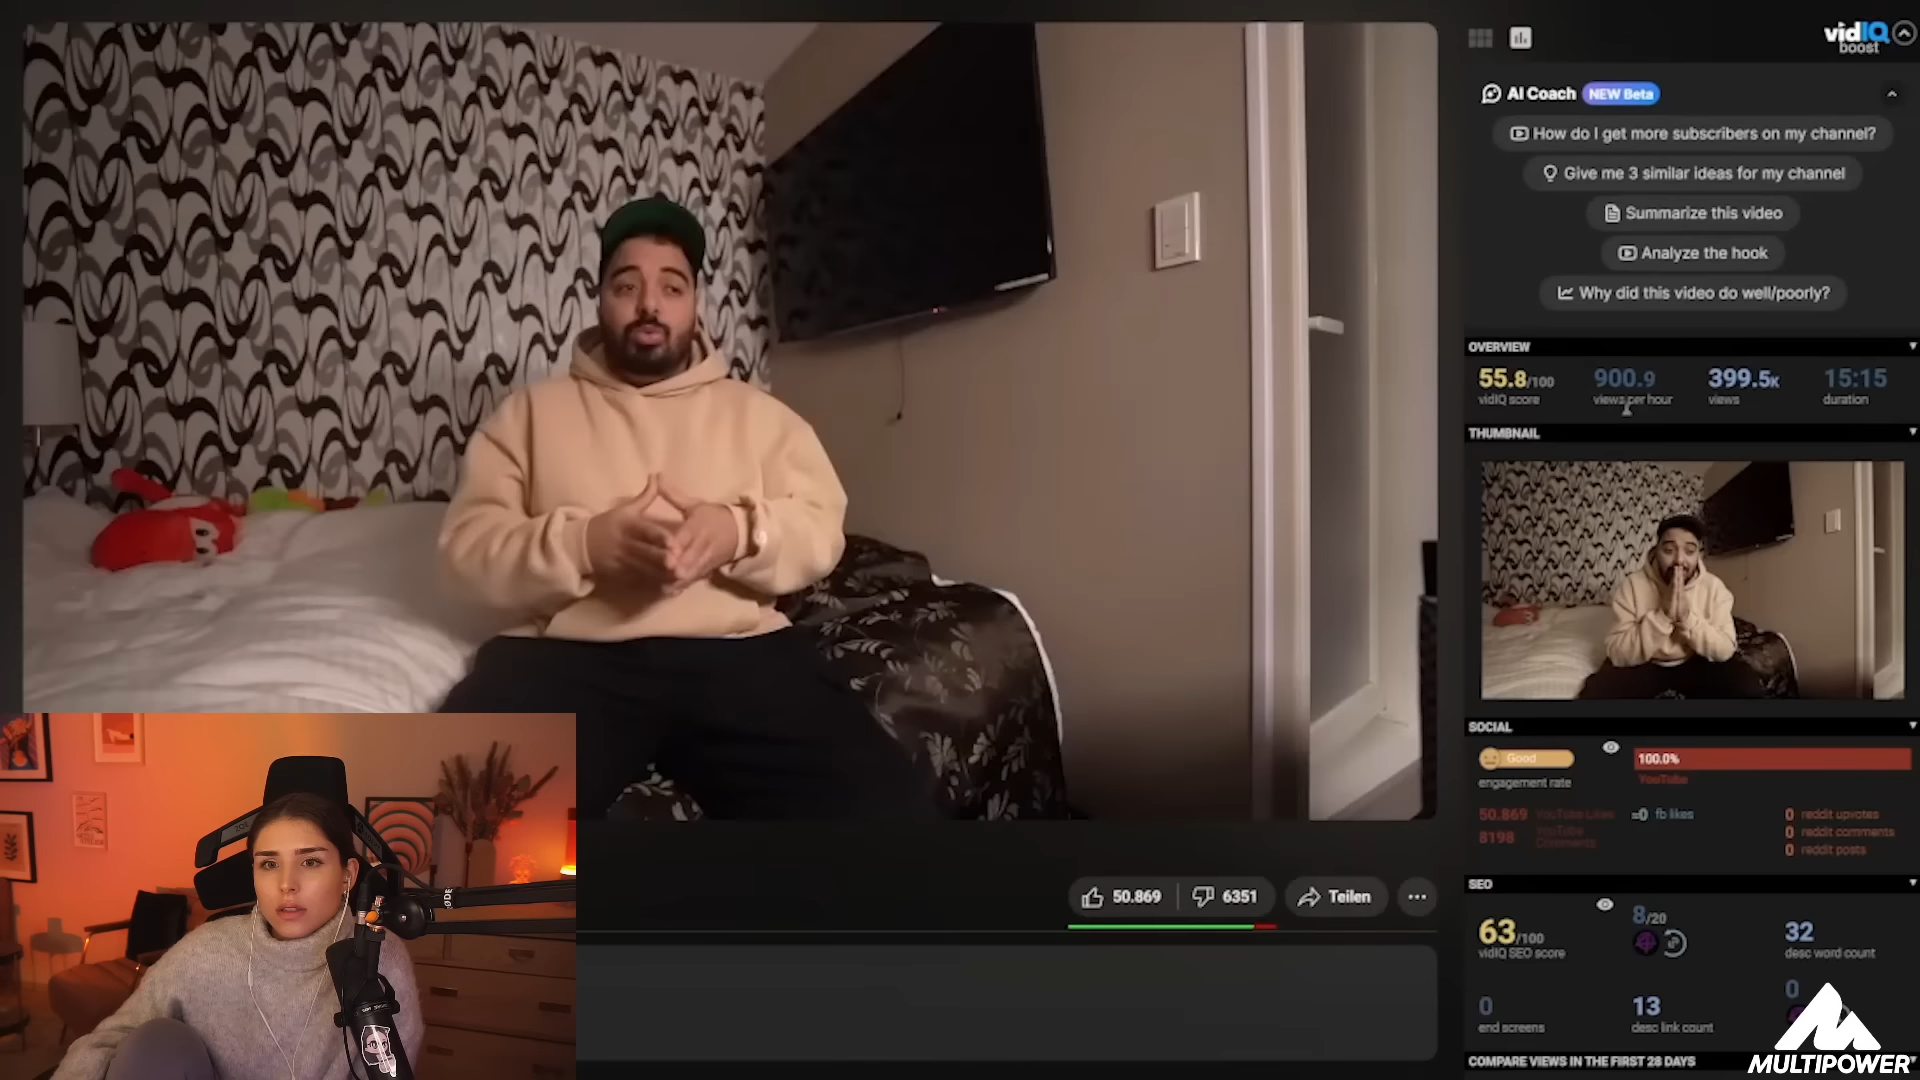 vidIQ
boost
AI Coach NEW Beta
How do I get more subscribers on my channel?
Give me 3 similar ideas for my channel
Summarize this video
Analyze the hook
Why did this video do well/poorly?
OVERVIEW
55.8/100 900.9 399.5K 15:15
vidIQ score views per hour views duration
THUMBNAIL
SOCIAL
Good 100.0%
engagement rate YouTube
50.869 YouTube Likes =0 fb likes 0 reddit upvotes
8198 YouTube Comments 0 reddit comments
0 reddit posts
50.869 6351 Teilen
SEO
63/100 8/20 32
vidIQ SEO score desc word count
0 13 0
end screens desc link count
COMPARE VIEWS IN THE FIRST 28 DAYS
MULTIPOWER
RØDE